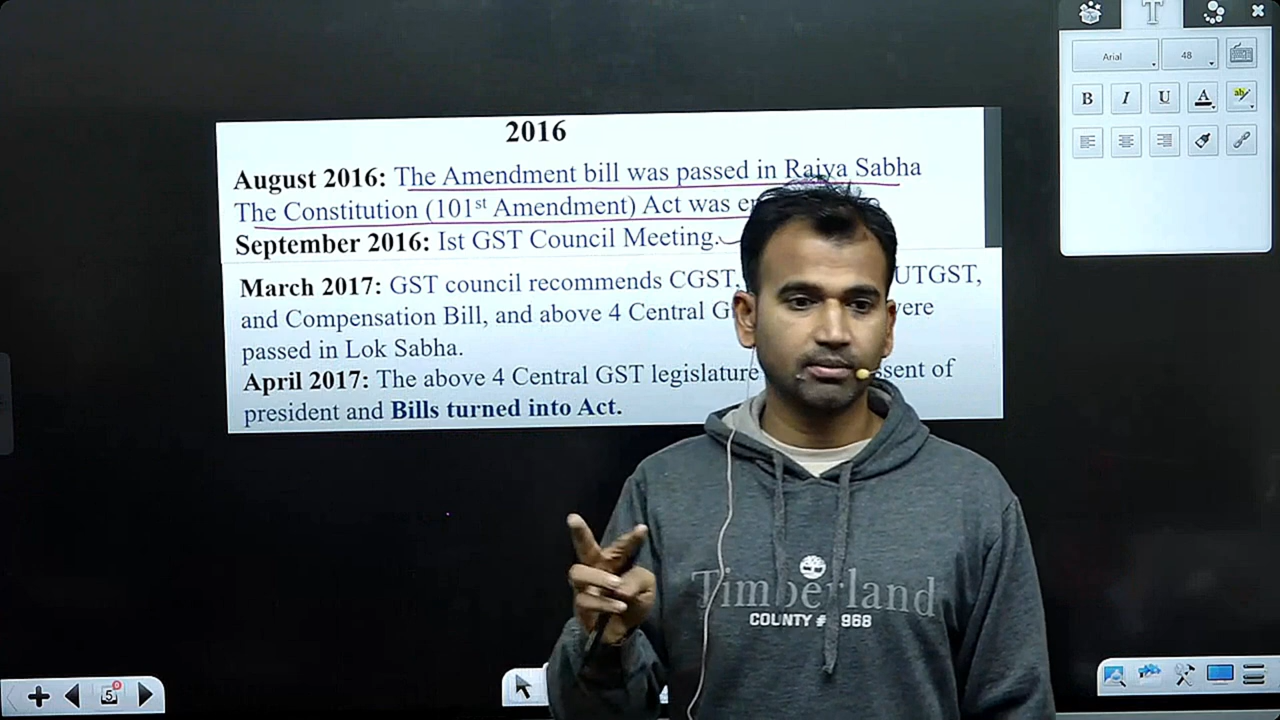 Arial
48
B
I
U
A
ab
2016
August 2016: The Amendment bill was passed in Rajya Sabha
The Constitution (101st Amendment) Act was
September 2016: Ist GST Council Meeting.
March 2017: GST council recommends CGST, UTGST,
and Compensation Bill, and above 4 Central
passed in Lok Sabha.
April 2017: The above 4 Central GST legislature of
president and Bills turned into Act.
Timberland
COUNTY # 968
5
0